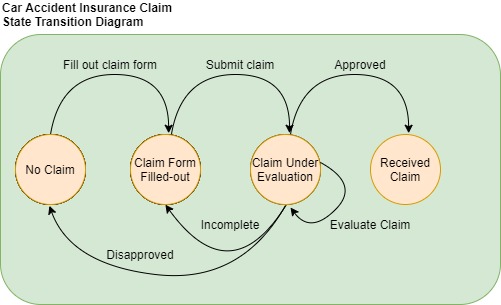 Car Accident Insurance Claim
State Transition Diagram
Fill out claim form
Submit claim
Approved
No Claim
Claim Form
Filled-out
Claim Under
Evaluation
Received
Claim
Incomplete
Evaluate Claim
Disapproved